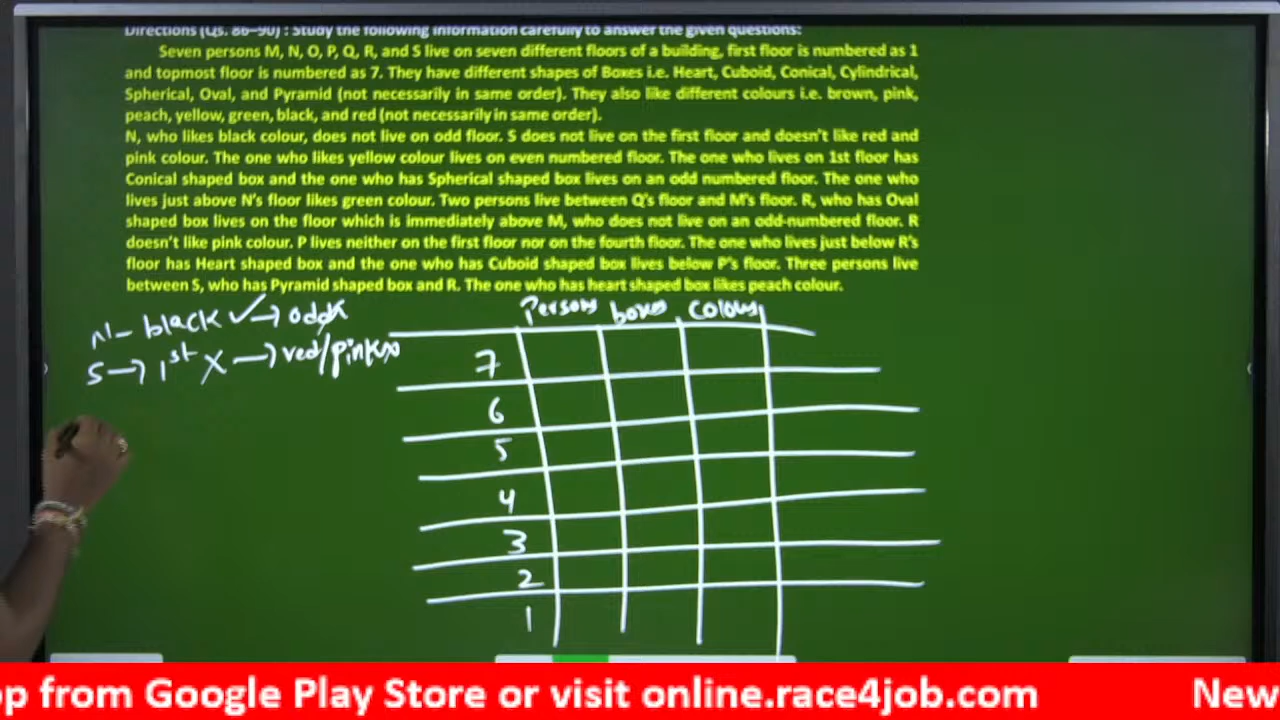 Directions (Qs. 86–90) : Study the following information carefully to answer the given questions:
Seven persons M, N, O, P, Q, R, and S live on seven different floors of a building, first floor is numbered as 1
and topmost floor is numbered as 7. They have different shapes of Boxes i.e. Heart, Cuboid, Conical, Cylindrical,
Spherical, Oval, and Pyramid (not necessarily in same order). They also like different colours i.e. brown, pink,
peach, yellow, green, black, and red (not necessarily in same order).
N, who likes black colour, does not live on odd floor. S does not live on the first floor and doesn't like red and
pink colour. The one who likes yellow colour lives on even numbered floor. The one who lives on 1st floor has
Conical shaped box and the one who has Spherical shaped box lives on an odd numbered floor. The one who
lives just above N's floor likes green colour. Two persons live between Q's floor and M's floor. R, who has Oval
shaped box lives on the floor which is immediately above M, who does not live on an odd-numbered floor. R
doesn't like pink colour. P lives neither on the first floor nor on the fourth floor. The one who lives just below R's
floor has Heart shaped box and the one who has Cuboid shaped box lives below P's floor. Three persons live
between S, who has Pyramid shaped box and R. The one who has heart shaped box likes peach colour.
N - black ✓ → odd x
S → 1st X → red/pink x
Persons boxes Colours
7
6
5
4
3
2
1
op from Google Play Store or visit online.race4job.com New